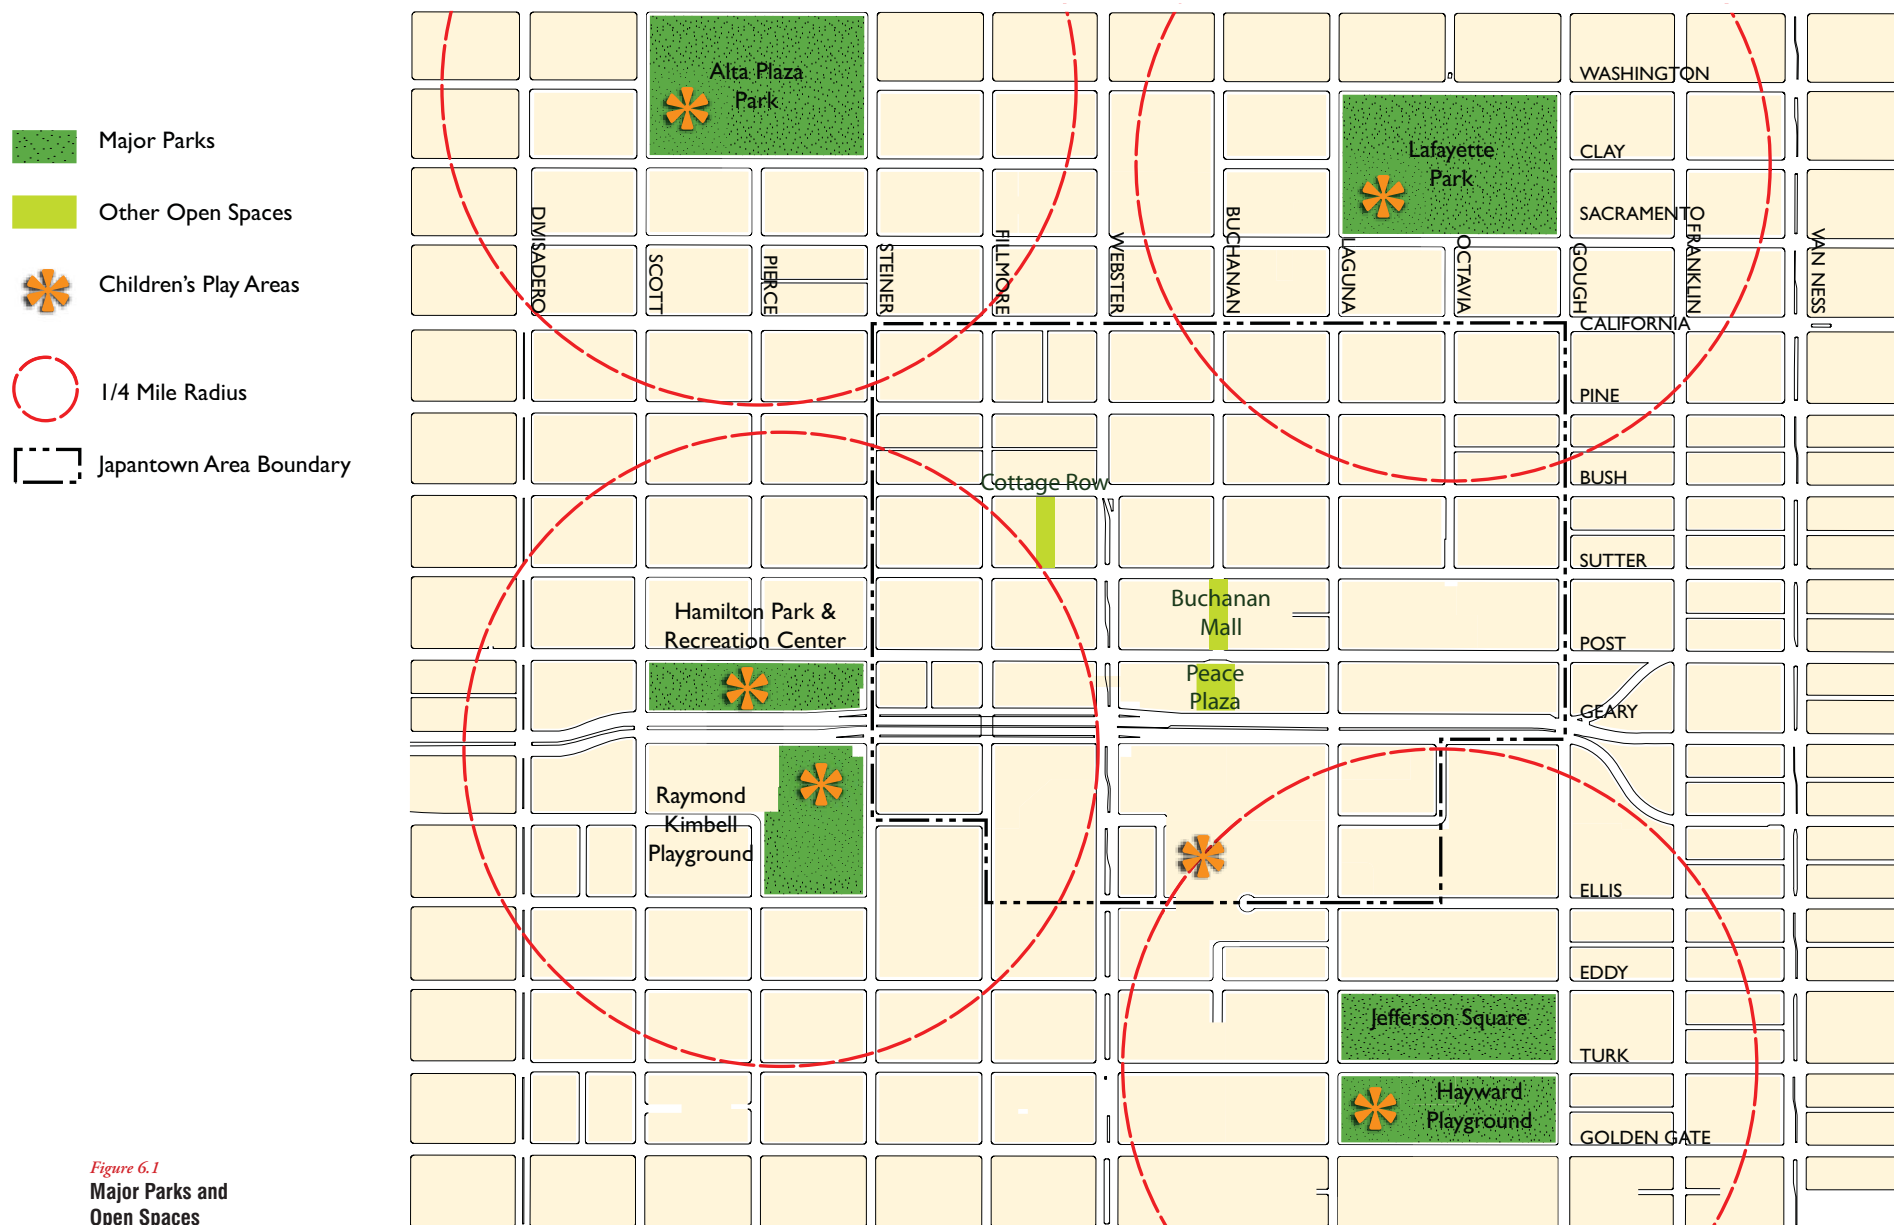 Major Parks
Other Open Spaces
Children's Play Areas
1/4 Mile Radius
Japantown Area Boundary
Alta Plaza
Park
Lafayette
Park
WASHINGTON
CLAY
SACRAMENTO
DIVISADERO
SCOTT
PIERCE
STEINER
FILLMORE
WEBSTER
BUCHANAN
LAGUNA
OCTAVIA
GOUGH
FRANKLIN
VAN NESS
CALIFORNIA
PINE
BUSH
Cottage Row
SUTTER
Hamilton Park &
Recreation Center
Buchanan
Mall
POST
Peace
Plaza
GEARY
Raymond
Kimbell
Playground
ELLIS
EDDY
Jefferson Square
TURK
Hayward
Playground
GOLDEN GATE
Figure 6.1
Major Parks and
Open Spaces